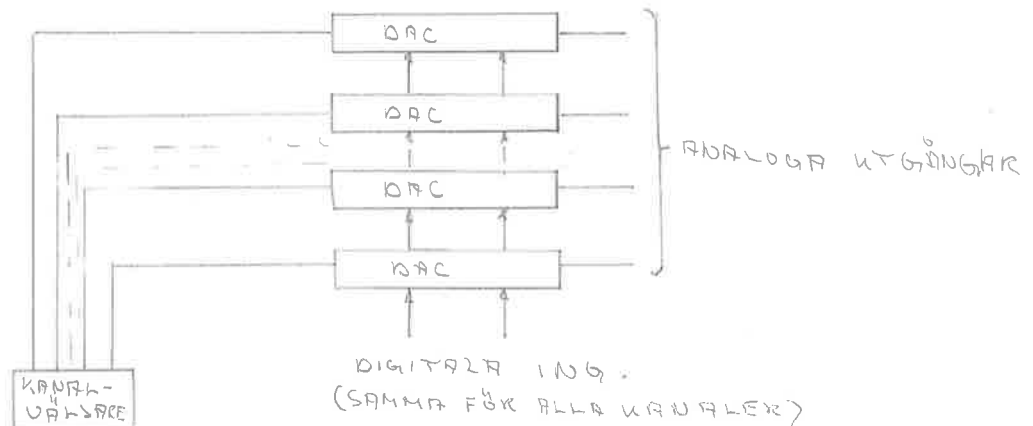 DAC
DAC
DAC
ANALOGA UTGÅNGAR
DAC
DIGITALA ING.
(SAMMA FÖR ALLA KANALER)
KANAL-
VÄLJARE